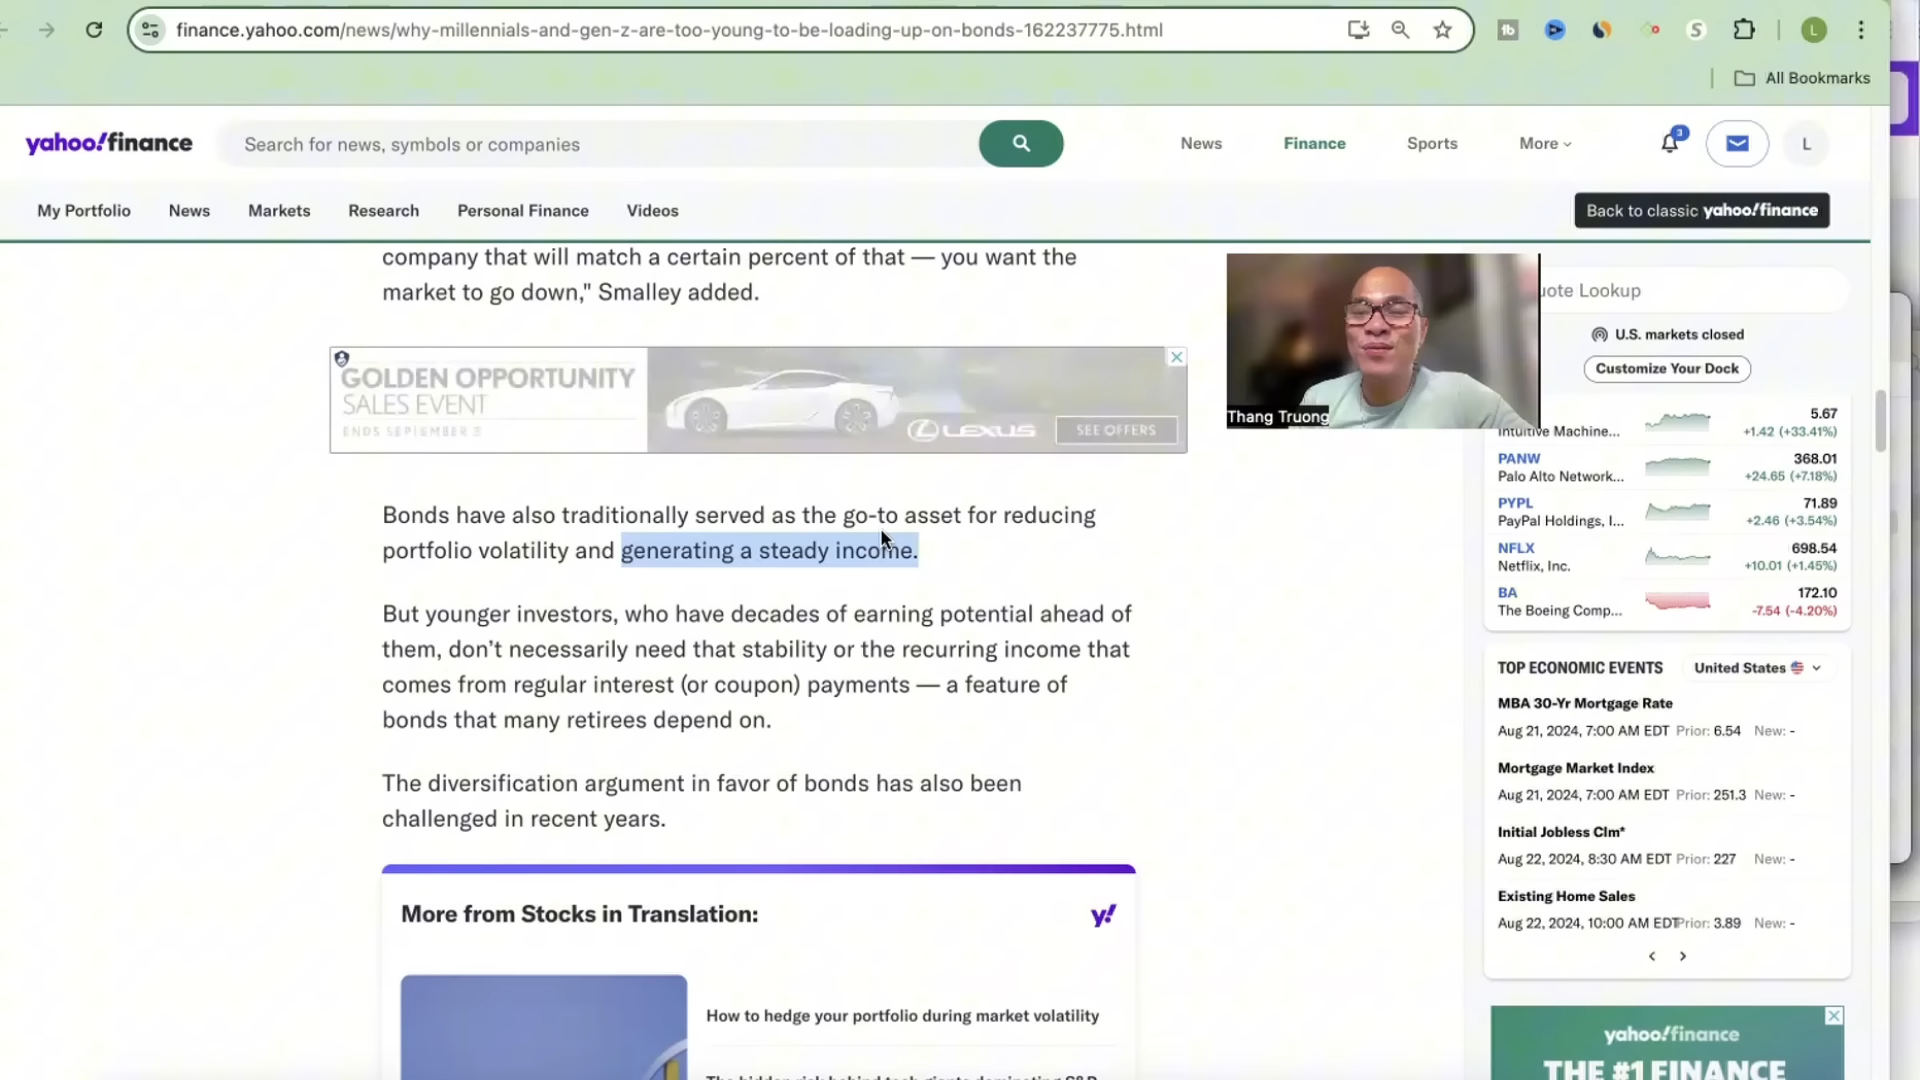 finance.yahoo.com/news/why-millennials-and-gen-z-are-too-young-to-be-loading-up-on-bonds-162237775.html
L
All Bookmarks
yahoo!finance
Search for news, symbols or companies
News
Finance
Sports
More
3
L
My Portfolio
News
Markets
Research
Personal Finance
Videos
Back to classic yahoo!finance
company that will match a certain percent of that — you want the
market to go down," Smalley added.
GOLDEN OPPORTUNITY
SALES EVENT
ENDS SEPTEMBER 3
LEXUS
SEE OFFERS
Bonds have also traditionally served as the go-to asset for reducing
portfolio volatility and generating a steady income.
But younger investors, who have decades of earning potential ahead of
them, don’t necessarily need that stability or the recurring income that
comes from regular interest (or coupon) payments — a feature of
bonds that many retirees depend on.
The diversification argument in favor of bonds has also been
challenged in recent years.
More from Stocks in Translation:
y!
How to hedge your portfolio during market volatility
Thang Truong
uote Lookup
U.S. markets closed
Customize Your Dock
5.67
Intuitive Machine... +1.42 (+33.41%)
PANW 368.01
Palo Alto Network... +24.65 (+7.18%)
PYPL 71.89
PayPal Holdings, I... +2.46 (+3.54%)
NFLX 698.54
Netflix, Inc. +10.01 (+1.45%)
BA 172.10
The Boeing Comp... -7.54 (-4.20%)
TOP ECONOMIC EVENTS United States
MBA 30-Yr Mortgage Rate
Aug 21, 2024, 7:00 AM EDT Prior: 6.54 New: -
Mortgage Market Index
Aug 21, 2024, 7:00 AM EDT Prior: 251.3 New: -
Initial Jobless Clm*
Aug 22, 2024, 8:30 AM EDT Prior: 227 New: -
Existing Home Sales
Aug 22, 2024, 10:00 AM EDT Prior: 3.89 New: -
yahoo!finance
THE #1 FINANCE